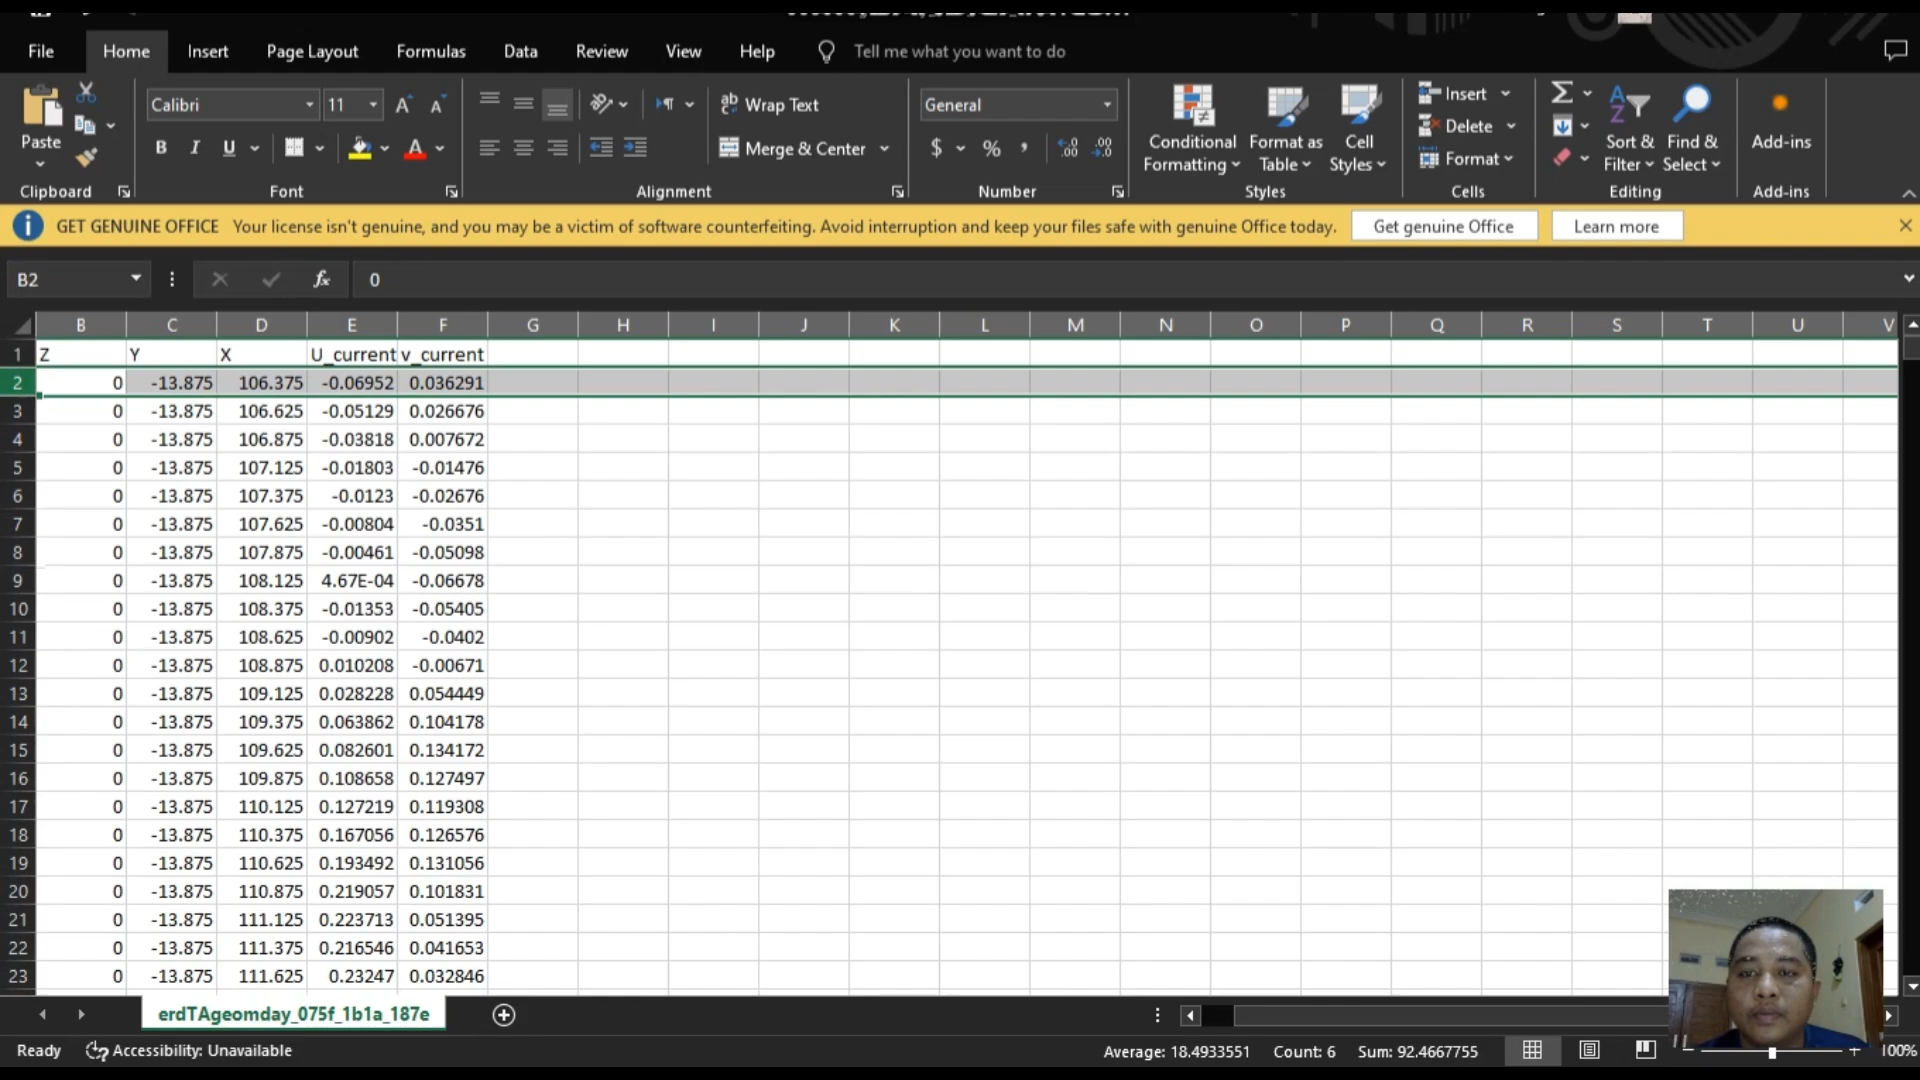 File Home Insert Page Layout Formulas Data Review View Help Tell me what you want to do
Calibri 11 Wrap Text General Insert
Paste Conditional Format as Cell Delete Sort & Find & Add-ins
B I U Merge & Center $ % , Formatting Table Styles Format Filter Select
Clipboard Font Alignment Number Styles Cells Editing Add-ins
GET GENUINE OFFICE Your license isn't genuine, and you may be a victim of software counterfeiting. Avoid interruption and keep your files safe with genuine Office today. Get genuine Office Learn more
B2 fx 0
B C D E F G H I J K L M N O P Q R S T U V
1 Z Y X U_current v_current
2 0 -13.875 106.375 -0.06952 0.036291
3 0 -13.875 106.625 -0.05129 0.026676
4 0 -13.875 106.875 -0.03818 0.007672
5 0 -13.875 107.125 -0.01803 -0.01476
6 0 -13.875 107.375 -0.0123 -0.02676
7 0 -13.875 107.625 -0.00804 -0.0351
8 0 -13.875 107.875 -0.00461 -0.05098
9 0 -13.875 108.125 4.67E-04 -0.06678
10 0 -13.875 108.375 -0.01353 -0.05405
11 0 -13.875 108.625 -0.00902 -0.0402
12 0 -13.875 108.875 0.010208 -0.00671
13 0 -13.875 109.125 0.028228 0.054449
14 0 -13.875 109.375 0.063862 0.104178
15 0 -13.875 109.625 0.082601 0.134172
16 0 -13.875 109.875 0.108658 0.127497
17 0 -13.875 110.125 0.127219 0.119308
18 0 -13.875 110.375 0.167056 0.126576
19 0 -13.875 110.625 0.193492 0.131056
20 0 -13.875 110.875 0.219057 0.101831
21 0 -13.875 111.125 0.223713 0.051395
22 0 -13.875 111.375 0.216546 0.041653
23 0 -13.875 111.625 0.23247 0.032846
erdTAgeomday_075f_1b1a_187e
Ready Accessibility: Unavailable Average: 18.4933551 Count: 6 Sum: 92.4667755 100%